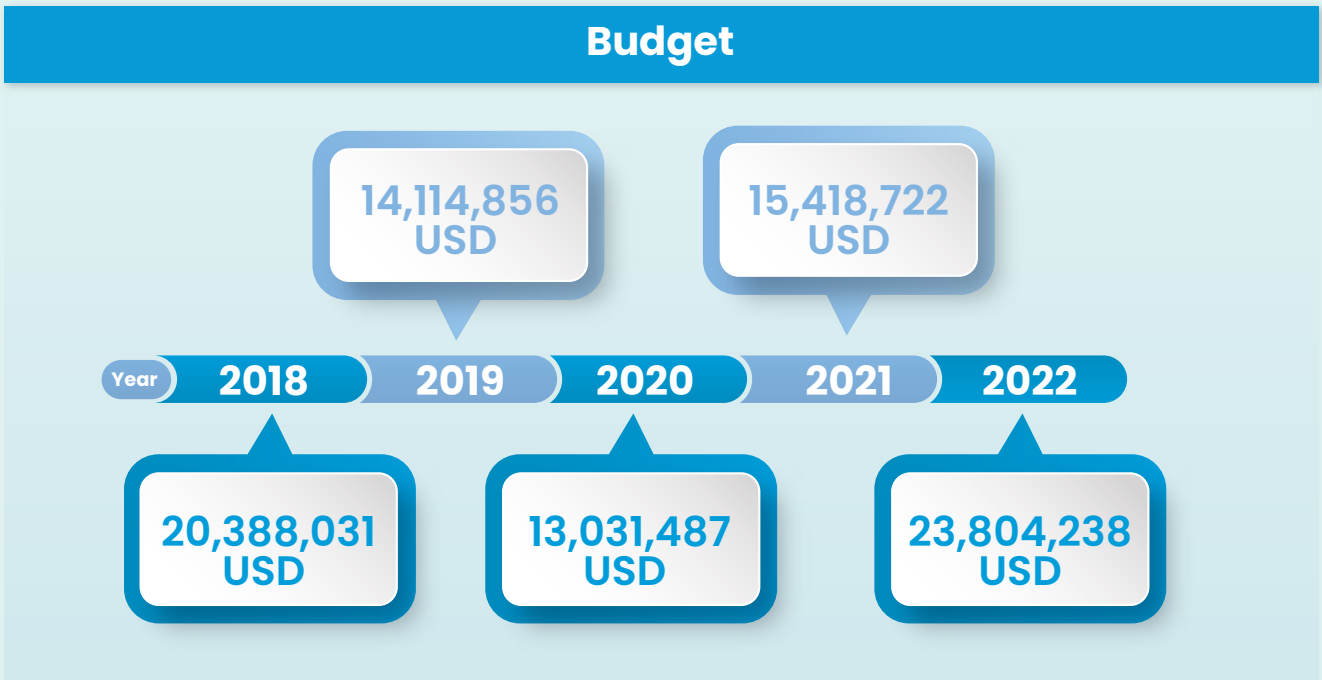 Budget
14,114,856
USD
15,418,722
USD
Year
2018
2019
2020
2021
2022
20,388,031
USD
13,031,487
USD
23,804,238
USD